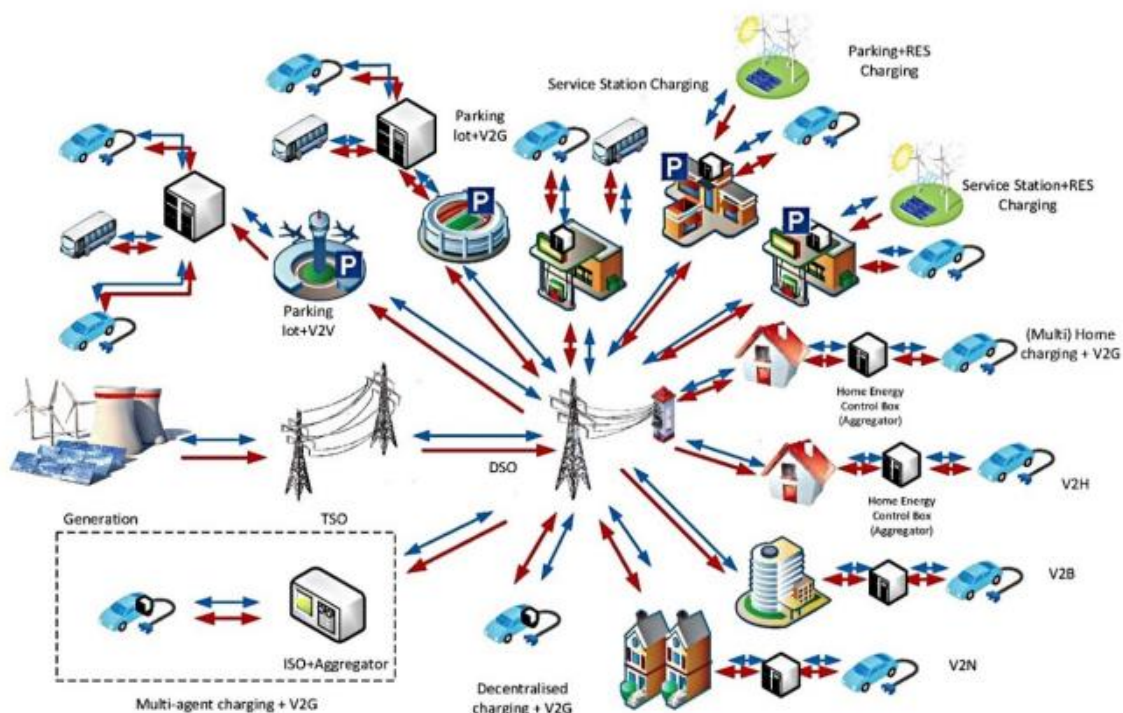 Parking+RES
Charging
Service Station Charging
Parking
lot+V2G
P
P
Service Station+RES
Charging
P
P
Parking
lot+V2V
(Multi) Home
charging + V2G
Home Energy
Control Box
(Aggregator)
DSO
V2H
Home Energy
Control Box
(Aggregator)
Generation
TSO
V2B
ISO+Aggregator
V2N
Multi-agent charging + V2G
Decentralised
charging + V2G